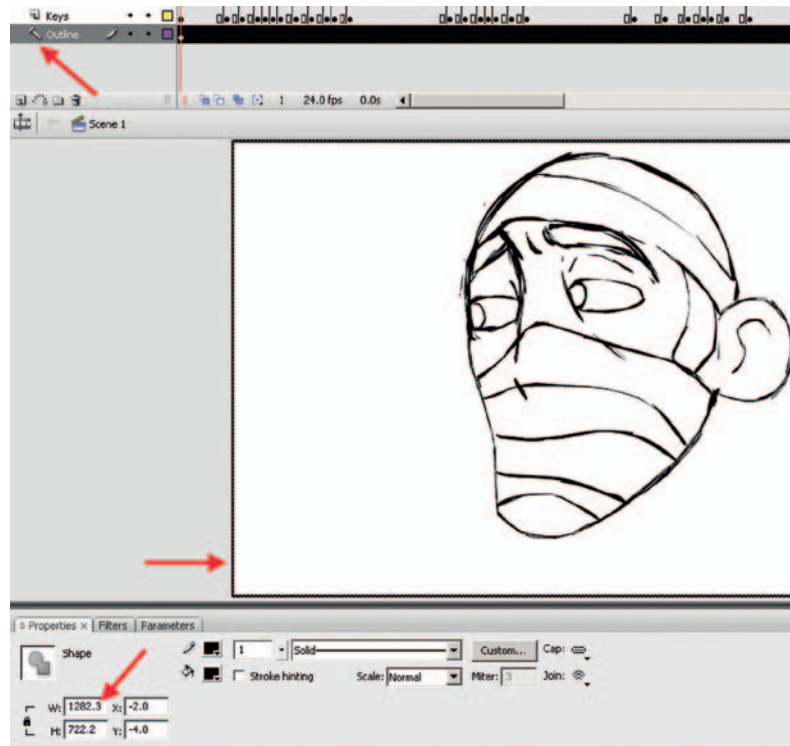 Keys
Outline
1 24.0 fps 0.0s
Scene 1
Properties × Filters Parameters
Shape 1 Solid Custom... Cap:
Stroke hinting Scale: Normal Miter: 3 Join:
W: 1282.3 X: -2.0
H: 722.2 Y: -4.0